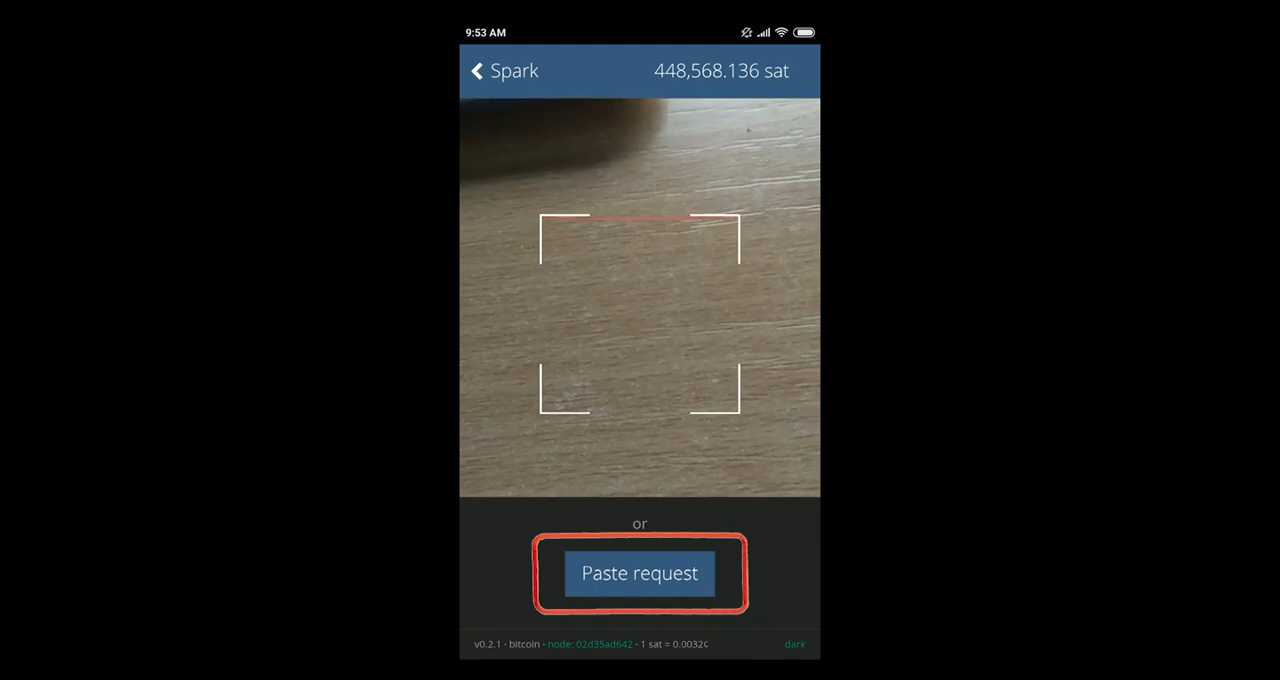 9:53 AM
Spark 448,568.136 sat
or
Paste request
v0.2.1 · bitcoin · node: 02d35ad642 · 1 sat = 0.0032¢ dark